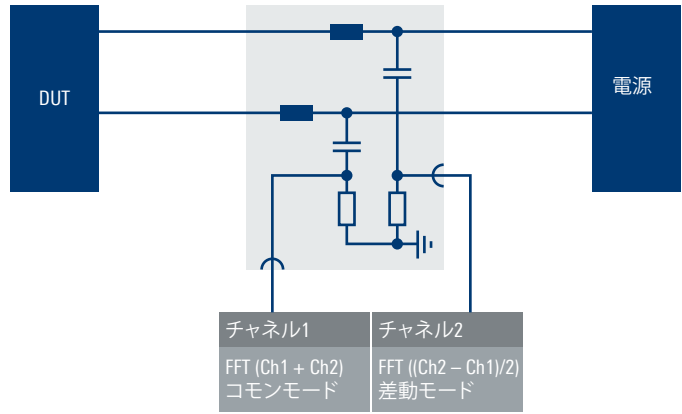 DUT
電源
チャネル1
チャネル2
FFT (Ch1 + Ch2)
コモンモード
FFT ((Ch2 – Ch1)/2)
差動モード